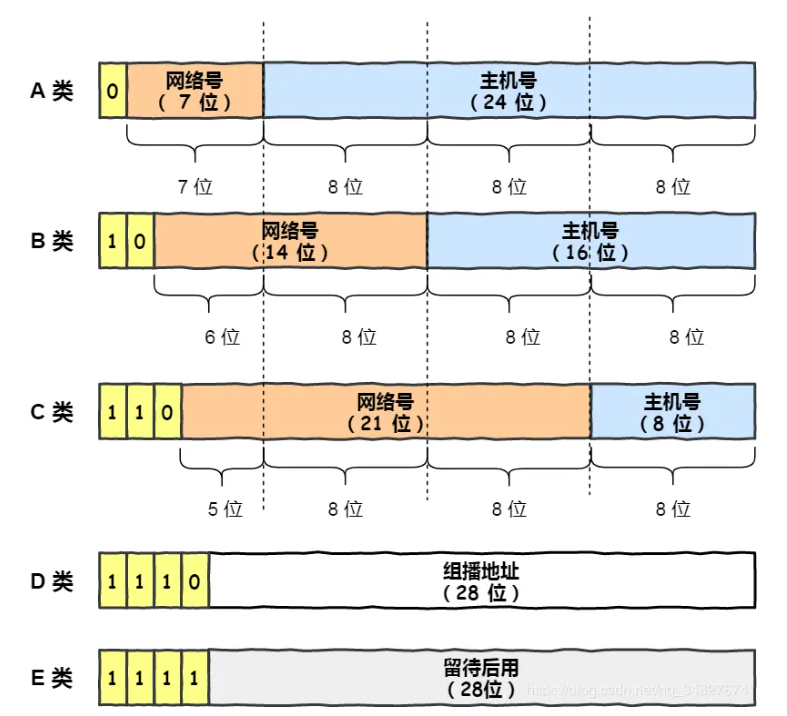 A 类
0
网络号
( 7 位 )
主机号
( 24 位 )
7 位
8 位
8 位
8 位
B 类
1 0
网络号
( 14 位 )
主机号
( 16 位 )
6 位
8 位
8 位
8 位
C 类
1 1 0
网络号
( 21 位 )
主机号
( 8 位 )
5 位
8 位
8 位
8 位
D 类
1 1 1 0
组播地址
( 28 位 )
E 类
1 1 1 1
留待后用
(28位 )
https://blog.csdn.net/qq_34827674